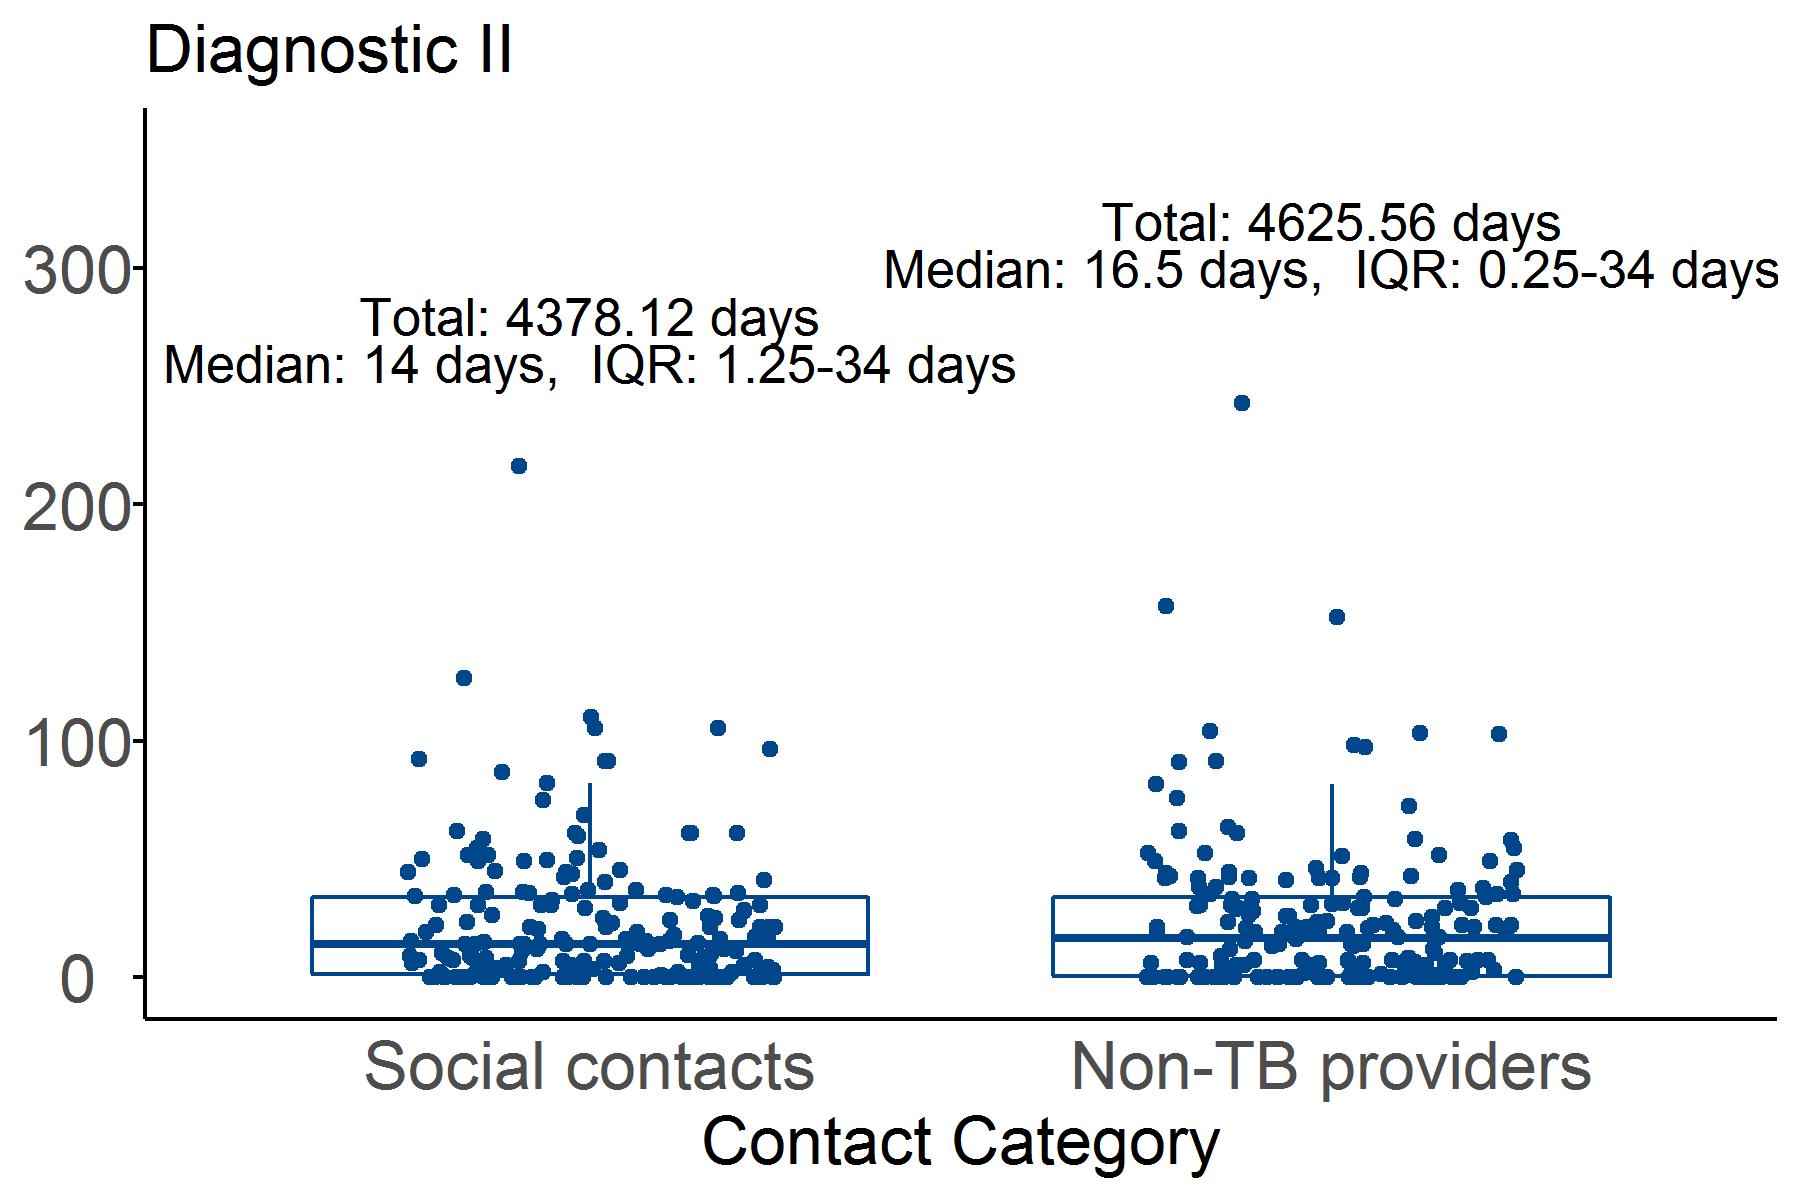 Diagnostic II
Total: 4625.56 days
Median: 16.5 days,  IQR: 0.25-34 days
Total: 4378.12 days
Median: 14 days,  IQR: 1.25-34 days
300
200
100
0
Social contacts
Non-TB providers
Contact Category